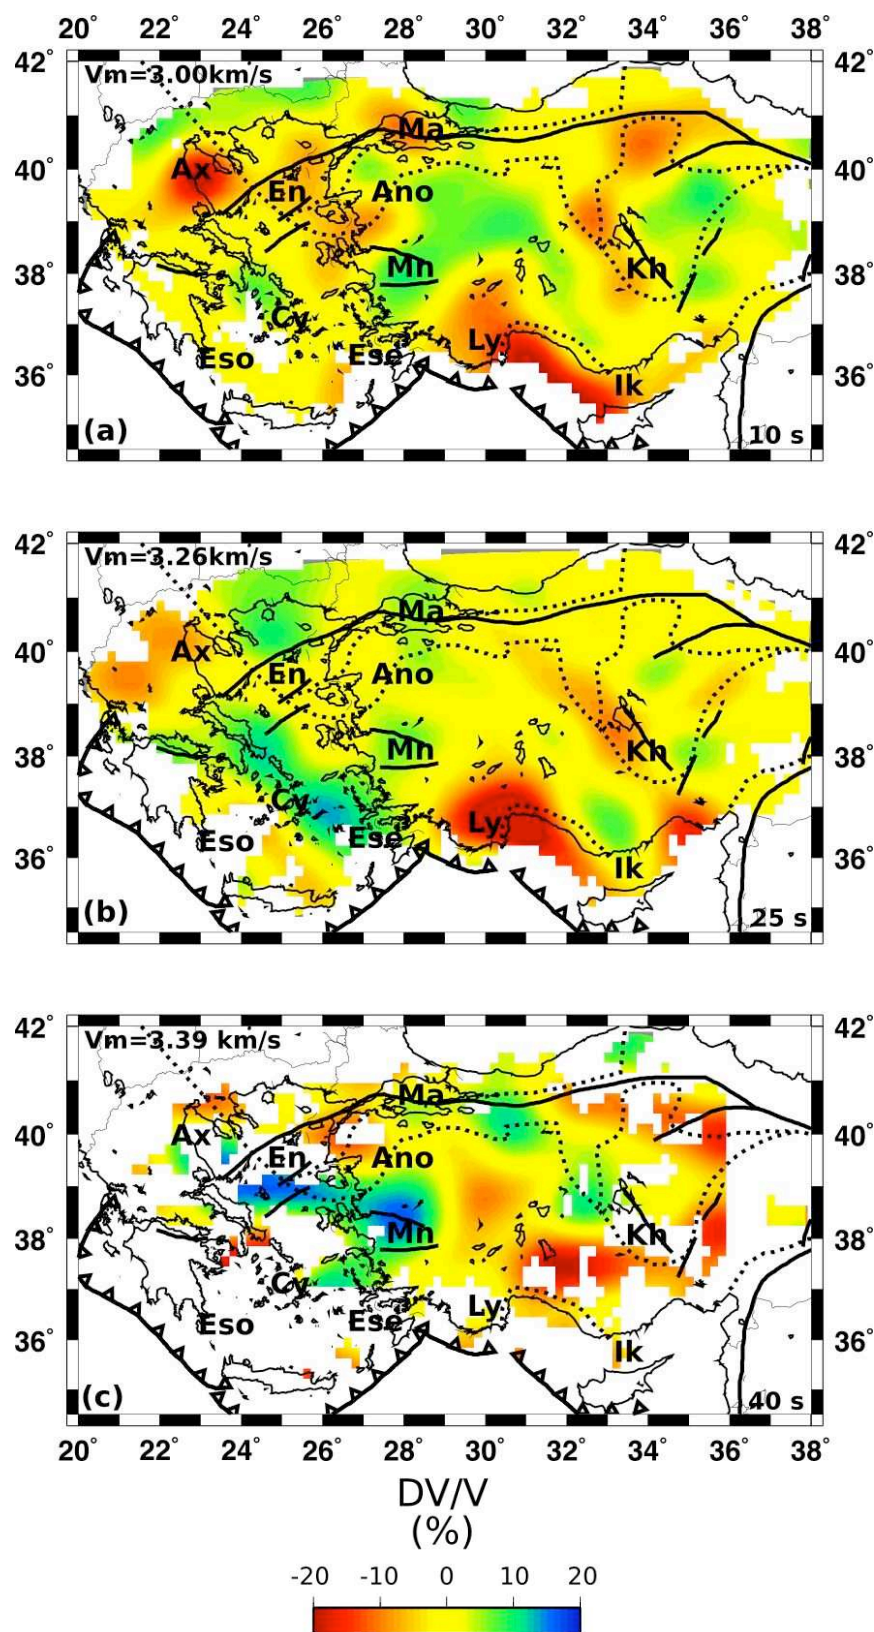 20° 22° 24° 26° 28° 30° 32° 34° 36° 38°
42° Vm=3.00km/s 42°
Ma
40° Ax 40°
En Ano
38° Mn Kh 38°
Cy
Eso Ese Ly
36° Ik 36°
(a) 10 s
42° Vm=3.26km/s 42°
Ma
40° Ax 40°
En Ano
38° Mn Kh 38°
Cy
Eso Ese Ly
36° Ik 36°
(b) 25 s
42° Vm=3.39 km/s 42°
Ma
40° Ax 40°
En Ano
38° Mn Kh 38°
Cy
Eso Ese Ly
36° Ik 36°
(c) 40 s
20° 22° 24° 26° 28° 30° 32° 34° 36° 38°
DV/V
(%)
-20 -10 0 10 20